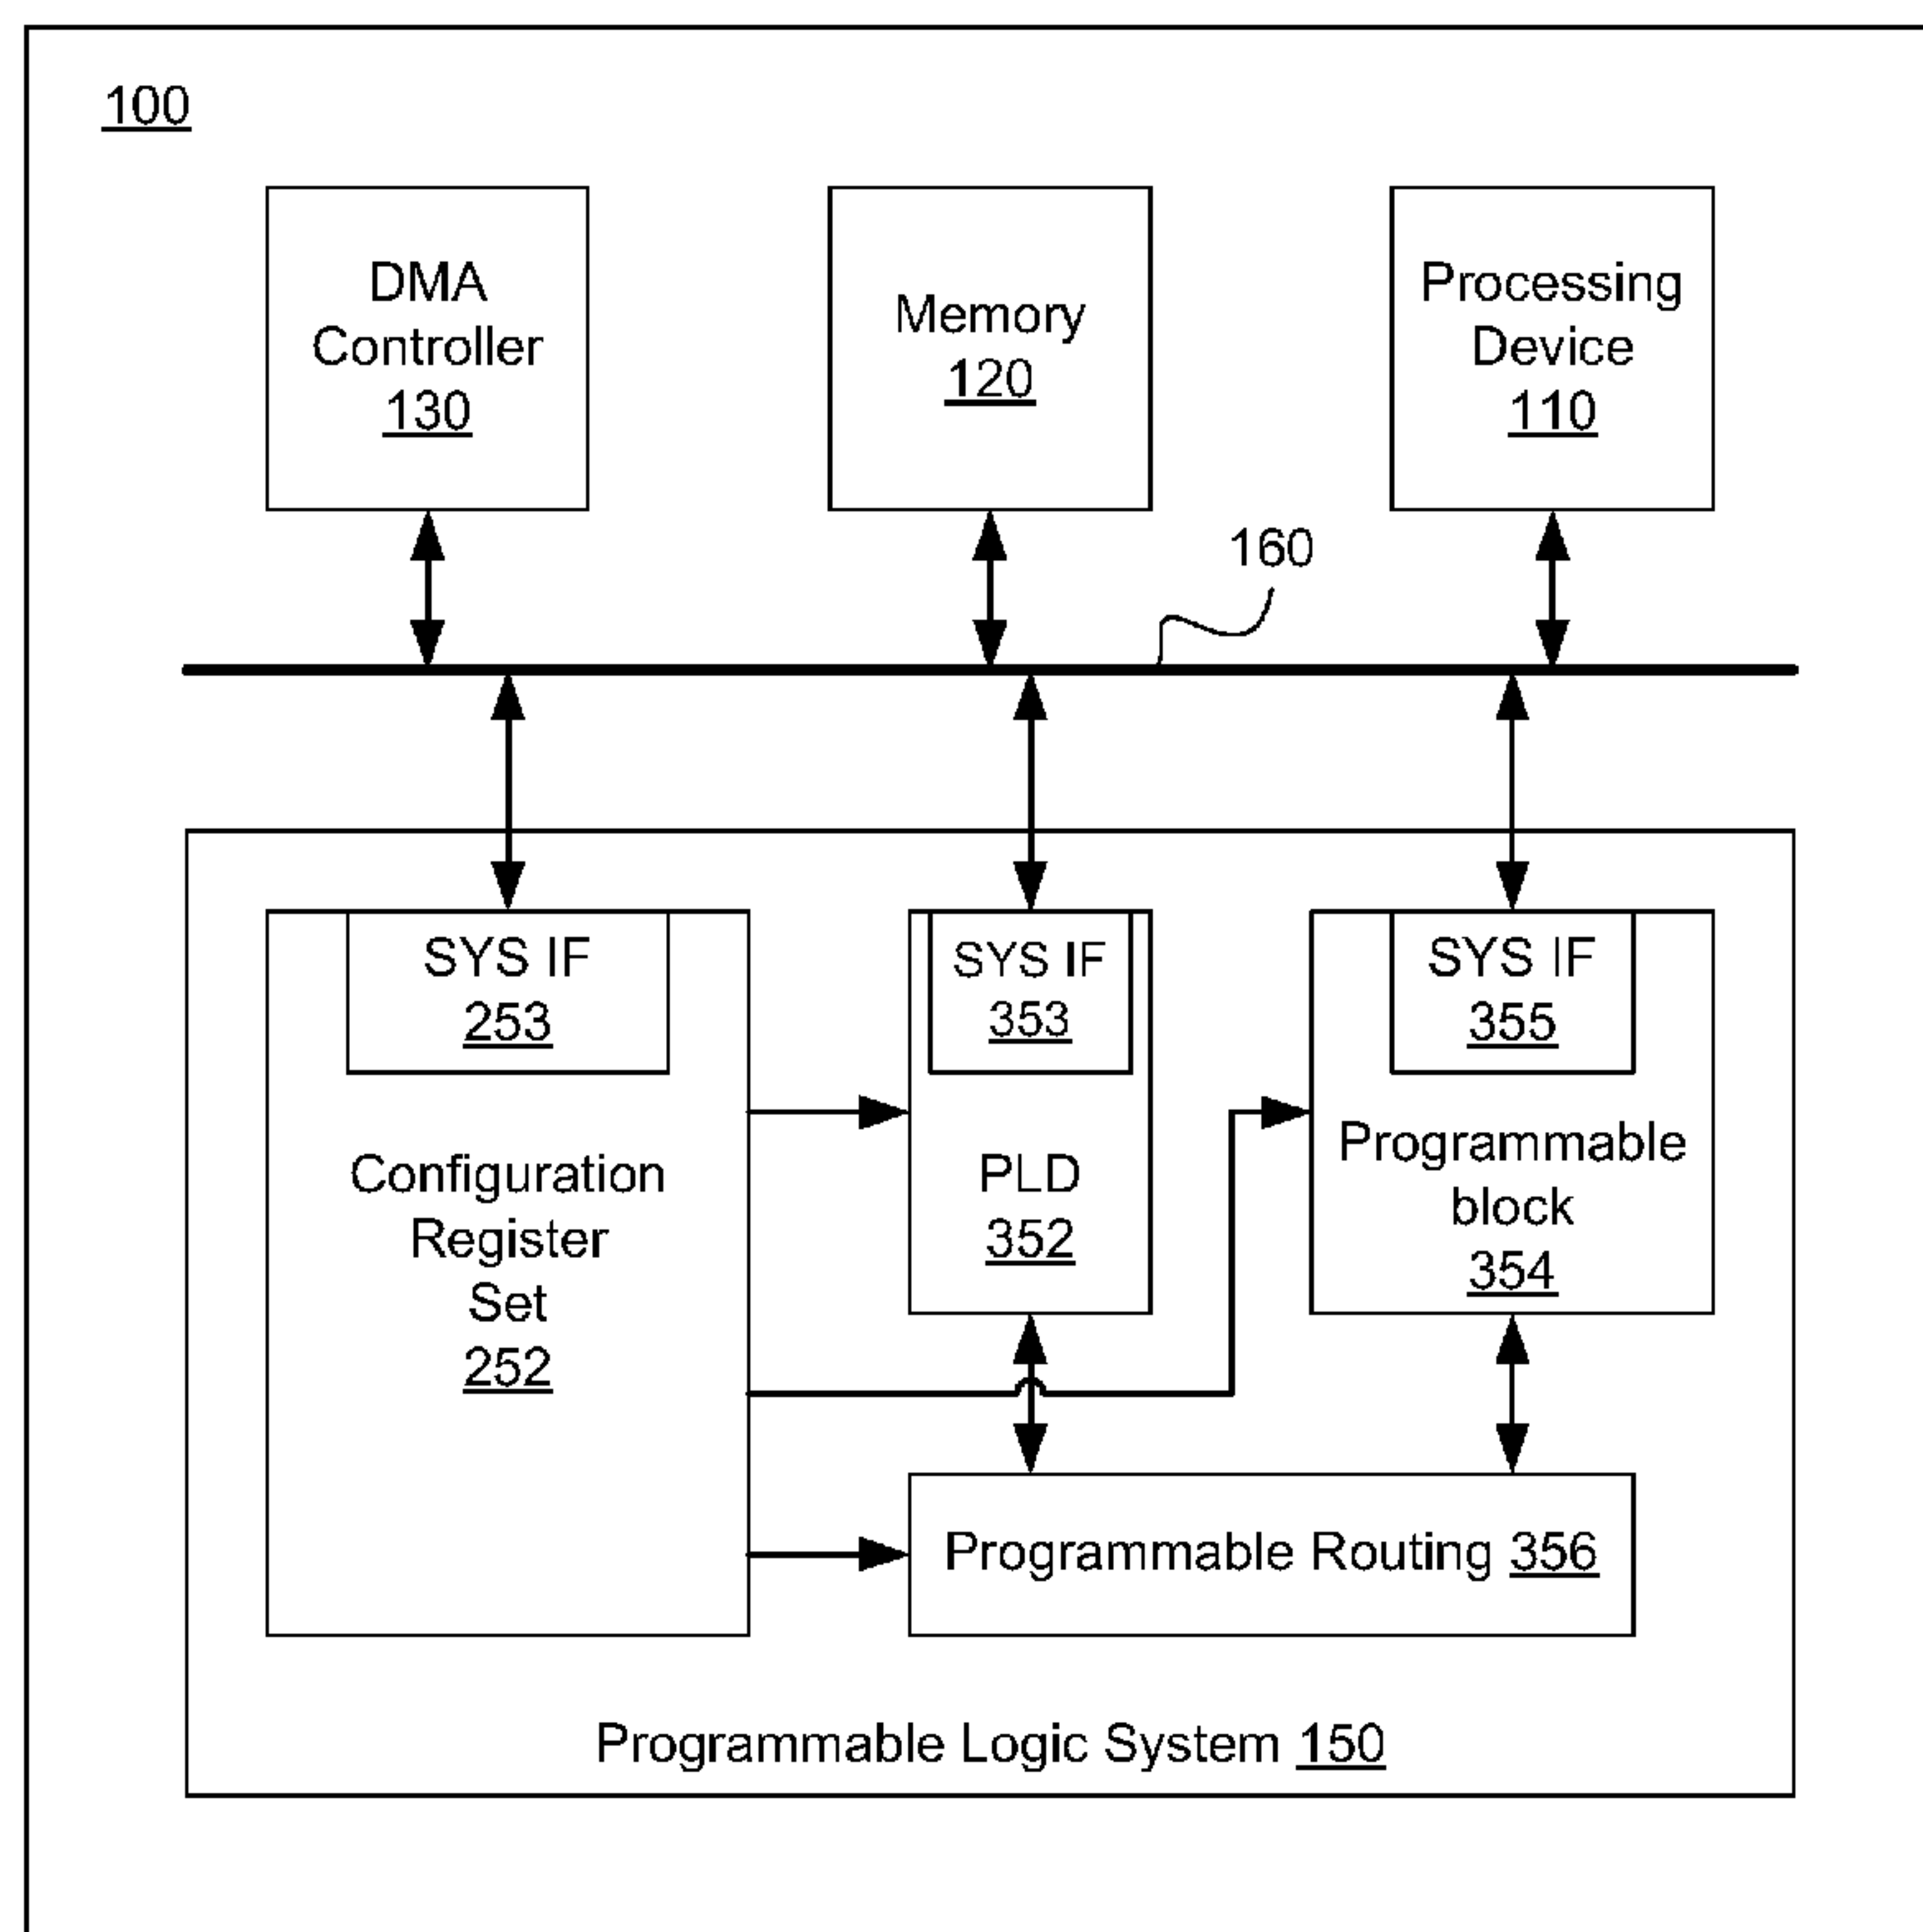 100
DMA
Controller
130
Memory
120
Processing
Device
110
160
SYS IF
253
Configuration
Register
Set
252
SYS IF
353
PLD
352
SYS IF
355
Programmable
block
354
Programmable Routing 356
Programmable Logic System 150